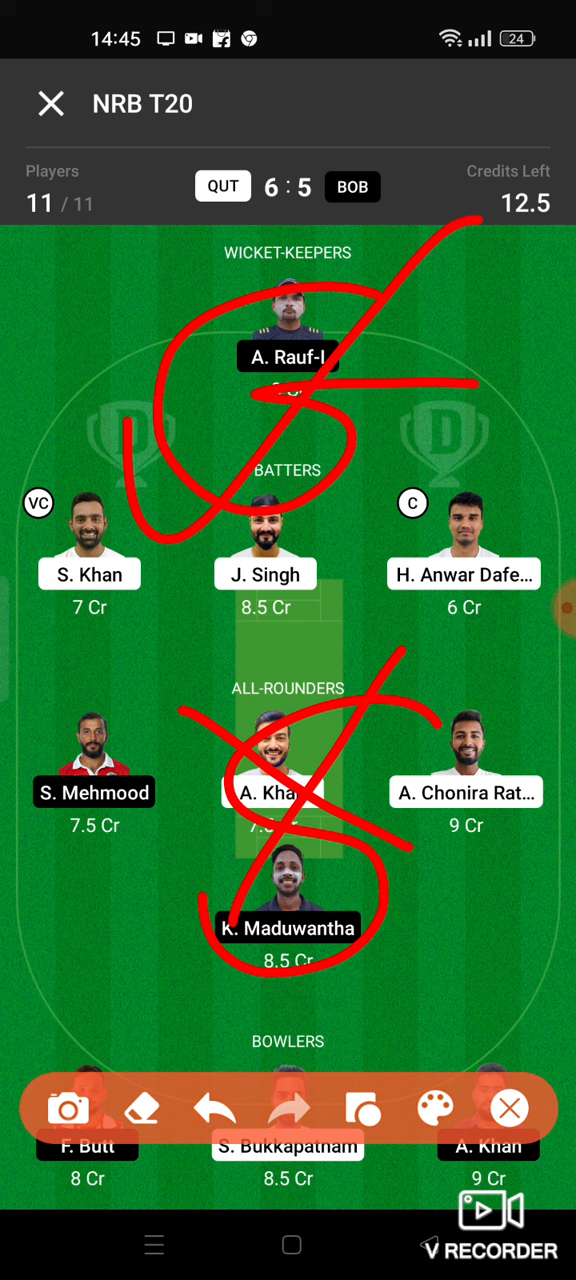 14:45
24
NRB T20
Players
Credits Left
11 / 11
QUT 6 : 5 BOB
12.5
WICKET-KEEPERS
A. Rauf-I
BATTERS
VC
C
S. Khan
J. Singh
H. Anwar Dafe...
7 Cr
8.5 Cr
6 Cr
ALL-ROUNDERS
S. Mehmood
A. Khan
A. Chonira Rat...
7.5 Cr
9 Cr
K. Maduwantha
8.5 Cr
BOWLERS
F. Butt
S. Bukkapatnam
A. Khan
8 Cr
8.5 Cr
9 Cr
V RECORDER